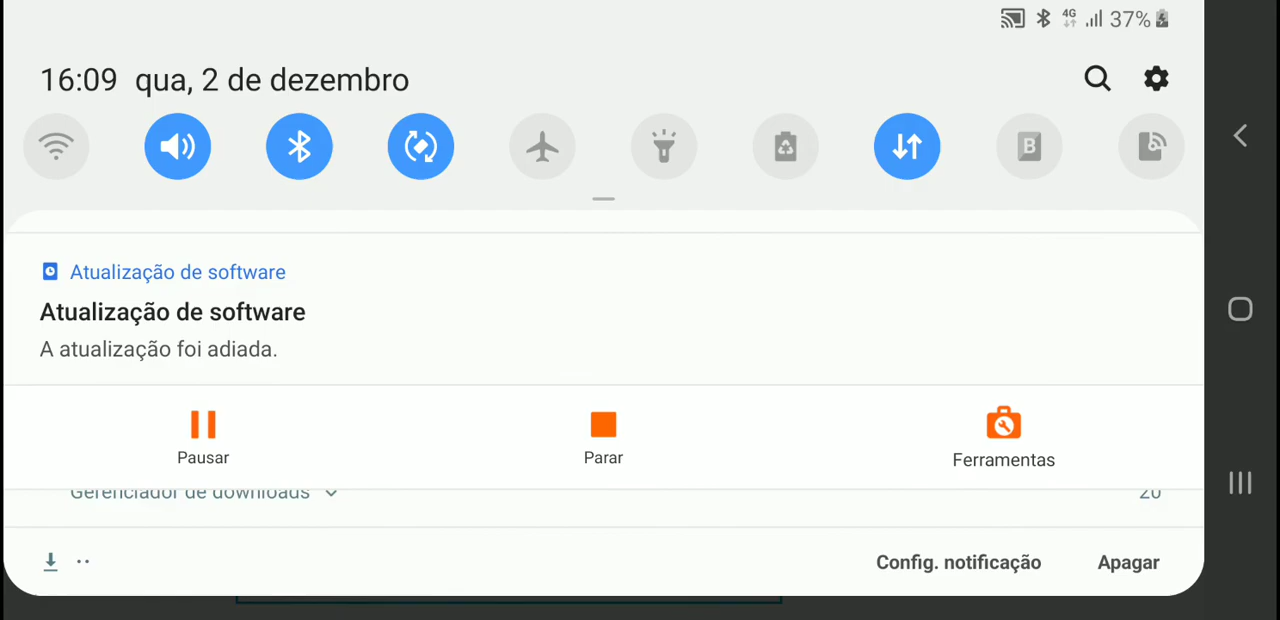 4G 37%
16:09 qua, 2 de dezembro
B
Atualização de software
Atualização de software
A atualização foi adiada.
Pausar Parar Ferramentas
Gerenciador de downloads 20
Config. notificação Apagar